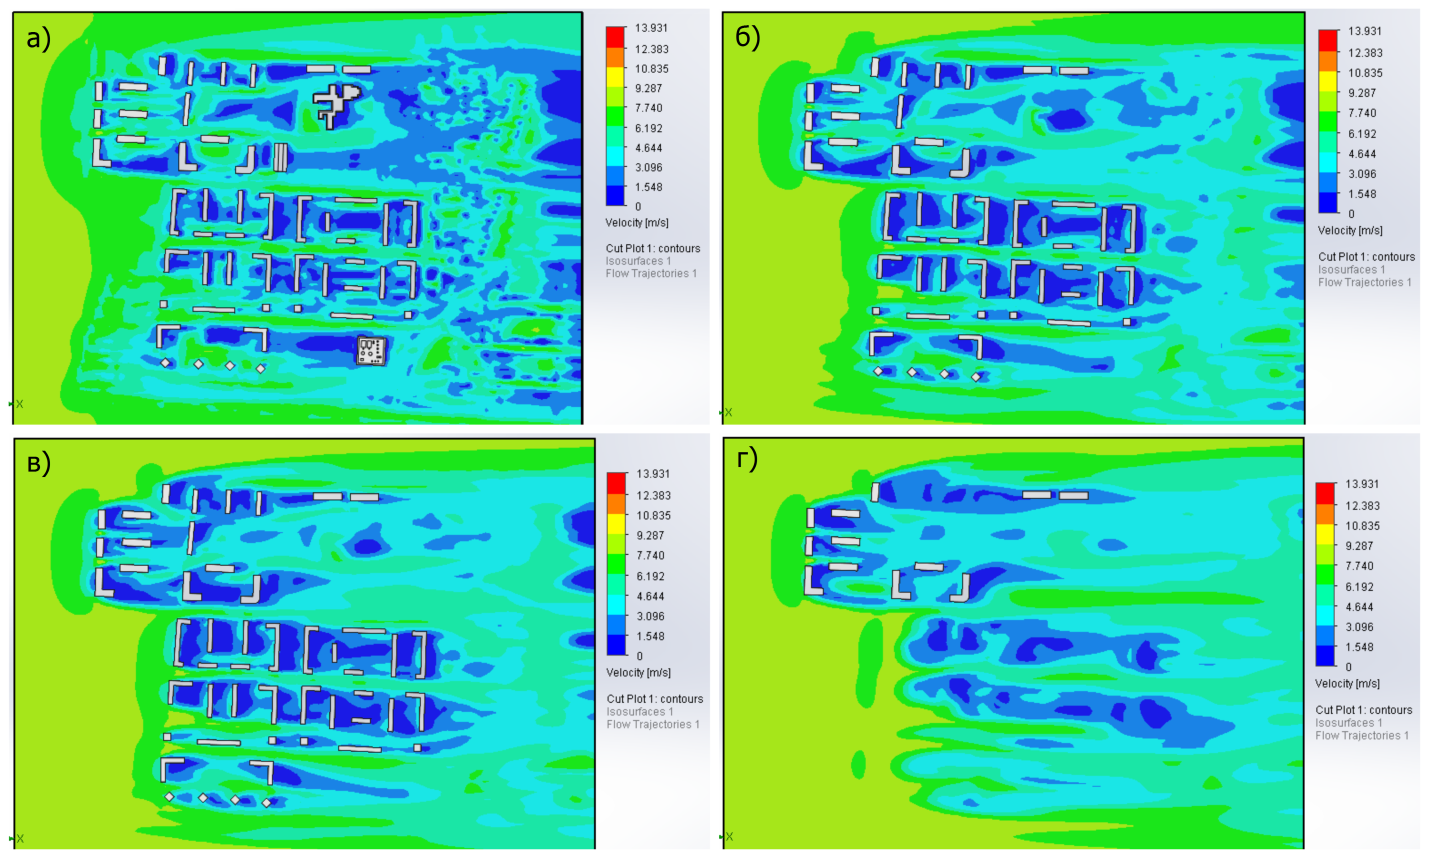 а)
13.931
12.383
10.835
9.287
7.740
6.192
4.644
3.096
1.548
0
Velocity [m/s]
Cut Plot 1: contours
Isosurfaces 1
Flow Trajectories 1
X
б)
13.931
12.383
10.835
9.287
7.740
6.192
4.644
3.096
1.548
0
Velocity [m/s]
Cut Plot 1: contours
Isosurfaces 1
Flow Trajectories 1
X
в)
13.931
12.383
10.835
9.287
7.740
6.192
4.644
3.096
1.548
0
Velocity [m/s]
Cut Plot 1: contours
Isosurfaces 1
Flow Trajectories 1
X
г)
13.931
12.383
10.835
9.287
7.740
6.192
4.644
3.096
1.548
0
Velocity [m/s]
Cut Plot 1: contours
Isosurfaces 1
Flow Trajectories 1
X